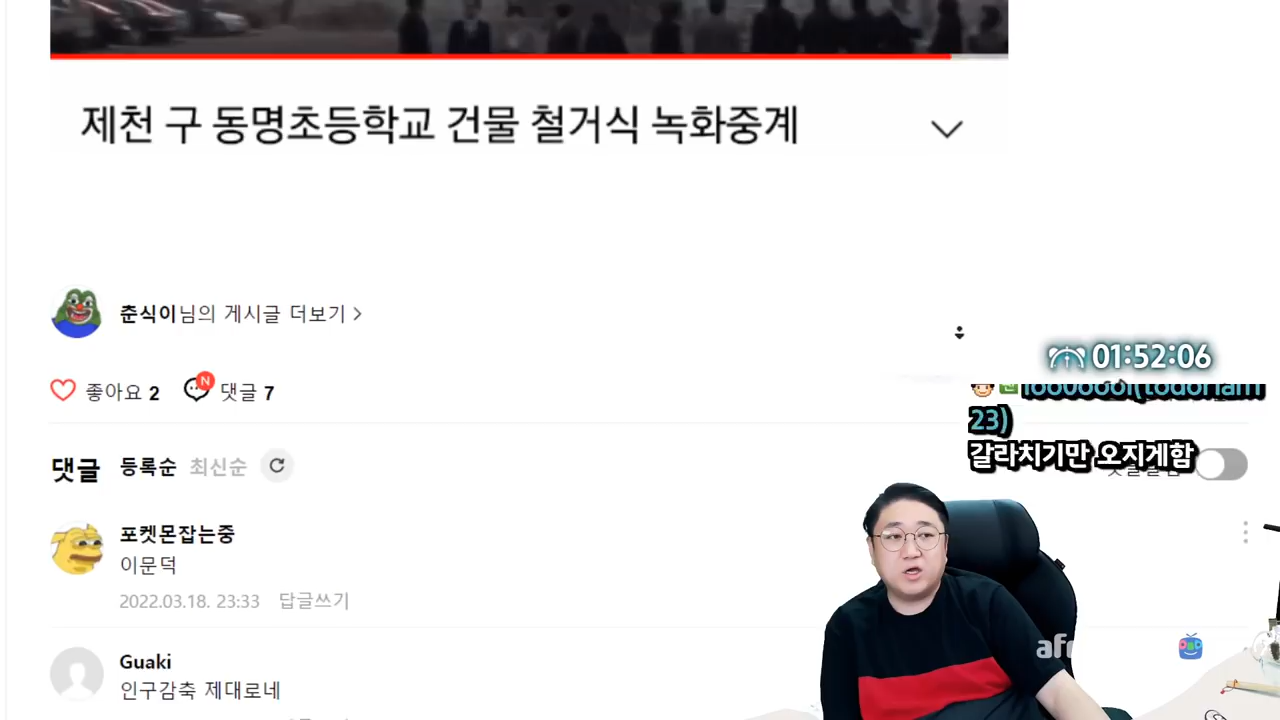 제천 구 동명초등학교 건물 철거식 녹화중계
춘식이님의 게시글 더보기 >
좋아요 2 N 댓글 7
01:52:06
23)
갈라치기만 오지게함
댓글 등록순 최신순
포켓몬잡는중
이문덕
2022.03.18. 23:33 답글쓰기
Guaki
인구감축 제대로네